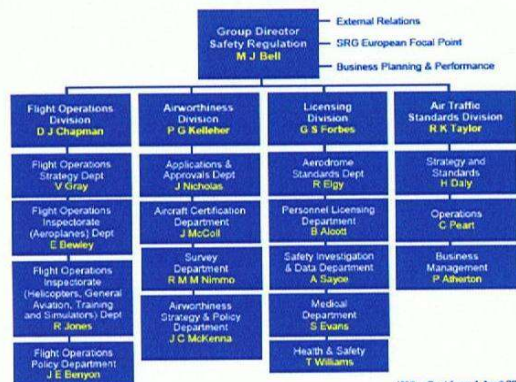 Group Director
Safety Regulation
M J Bell
External Relations
SRG European Focal Point
Business Planning & Performance
Flight Operations
Division
D J Chapman
Flight Operations
Strategy Dept
V Gray
Flight Operations
Inspectorate
(Aeroplanes) Dept
E Bewley
Flight Operations
Inspectorate
(Helicopters, General
Aviation, Training
and Simulators) Dept
R Jones
Flight Operations
Policy Department
J E Benyon
Airworthiness
Division
P G Kelleher
Applications &
Approvals Dept
J Nicholas
Aircraft Certification
Department
J McColl
Survey
Department
R M M Nimmo
Airworthiness
Strategy & Policy
Department
J C McKenna
Licensing
Division
G S Forbes
Aerodrome
Standards Dept
R Elgy
Personnel Licensing
Department
B Alcott
Safety Investigation
& Data Department
A Sayce
Medical
Department
S Evans
Health & Safety
T Williams
Air Traffic
Standards Division
R K Taylor
Strategy and
Standards
H Daly
Operations
C Peart
Business
Management
P Atherton